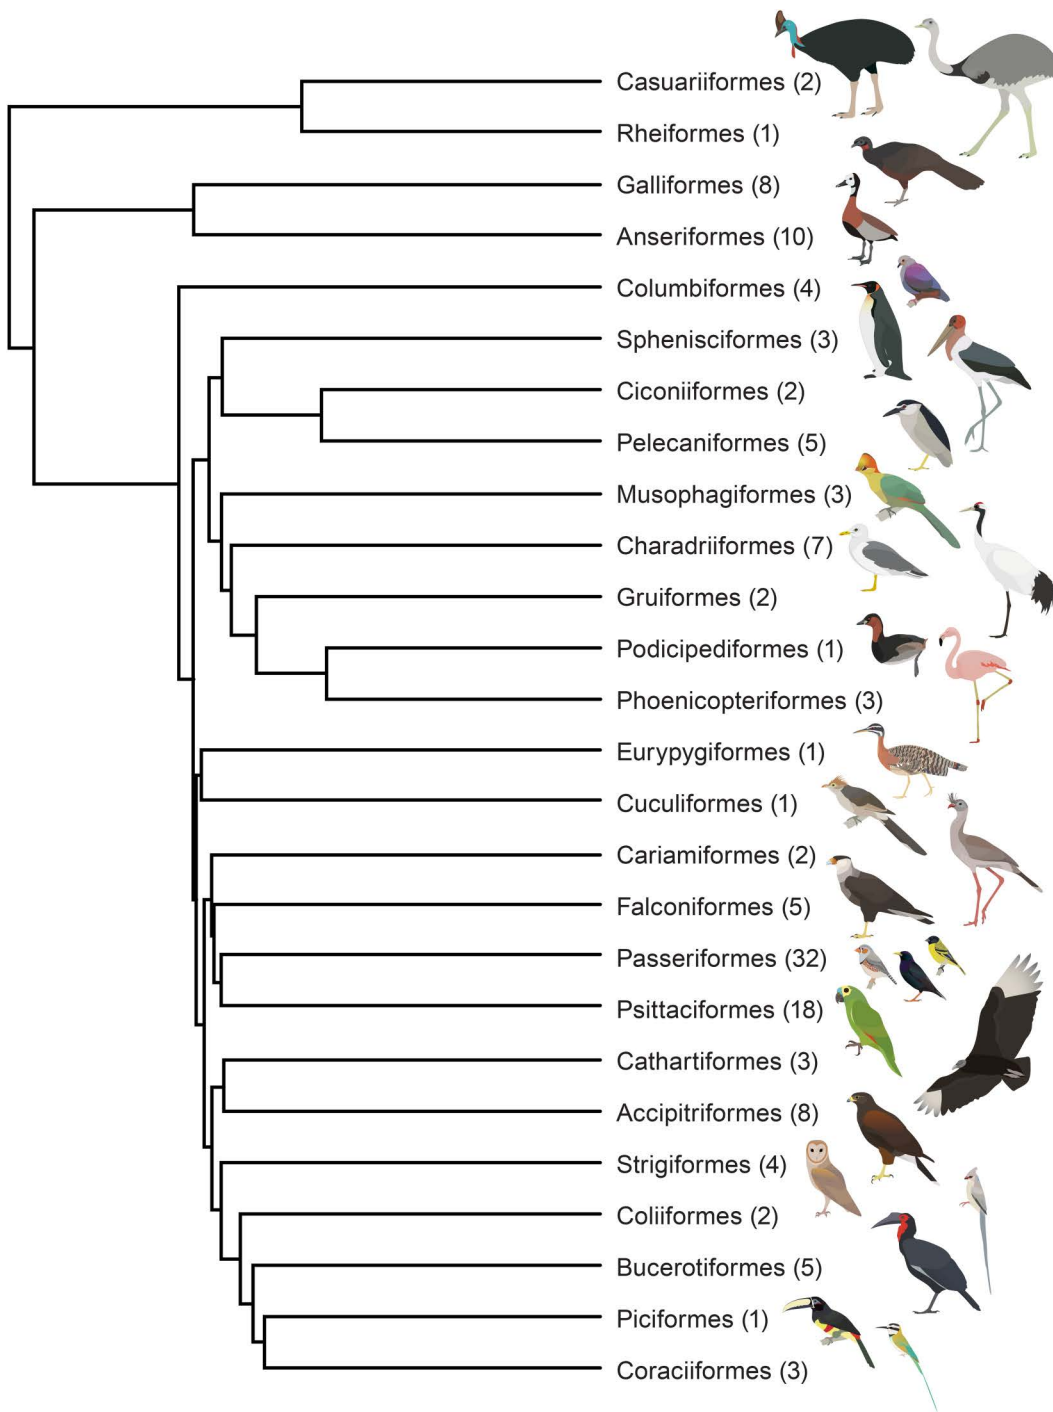 Casuariiformes (2)
Rheiformes (1)
Galliformes (8)
Anseriformes (10)
Columbiformes (4)
Sphenisciformes (3)
Ciconiiformes (2)
Pelecaniformes (5)
Musophagiformes (3)
Charadriiformes (7)
Gruiformes (2)
Podicipediformes (1)
Phoenicopteriformes (3)
Eurypygiformes (1)
Cuculiformes (1)
Cariamiformes (2)
Falconiformes (5)
Passeriformes (32)
Psittaciformes (18)
Cathartiformes (3)
Accipitriformes (8)
Strigiformes (4)
Coliiformes (2)
Bucerotiformes (5)
Piciformes (1)
Coraciiformes (3)